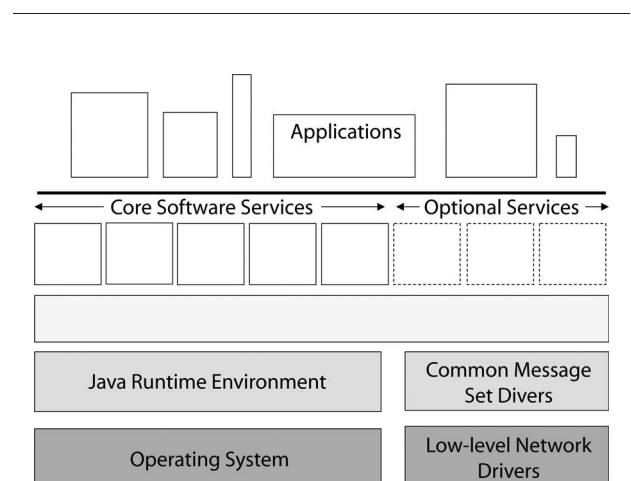 Applications
Core Software Services
Optional Services
Java Runtime Environment
Common Message
Set Divers
Operating System
Low-level Network
Drivers